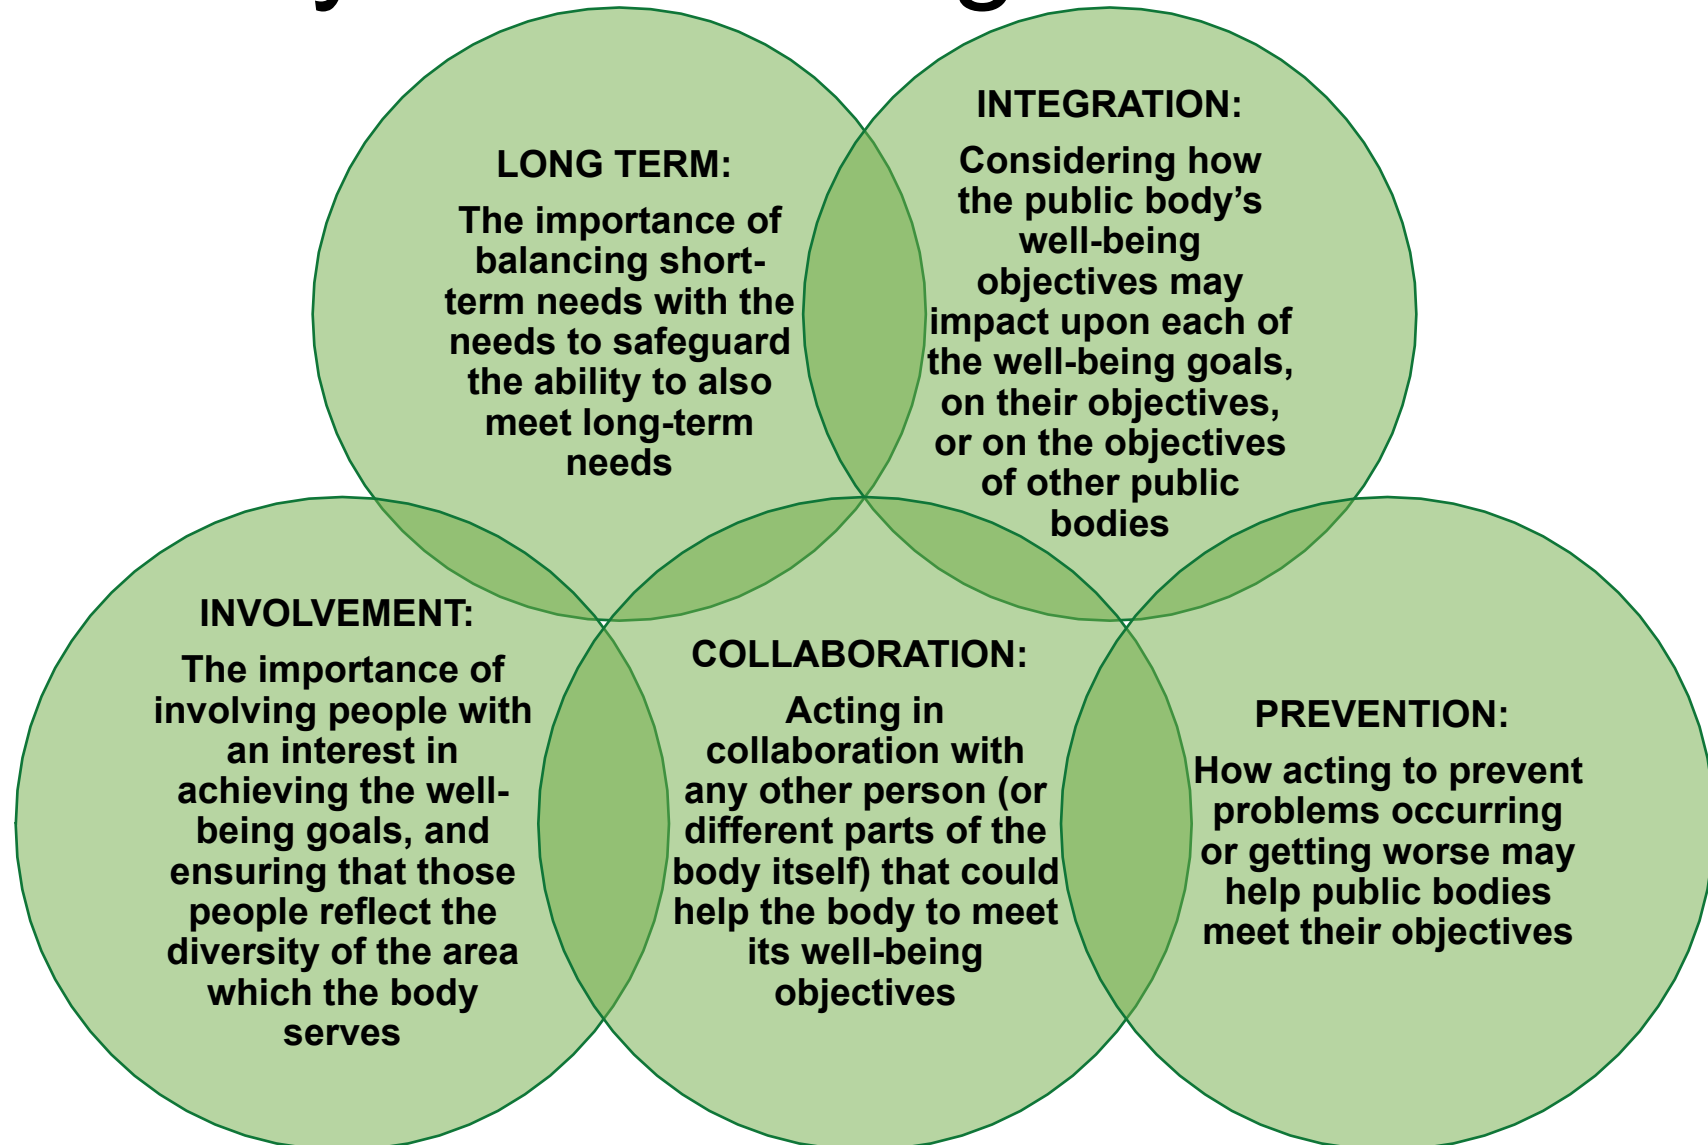 LONG TERM:
The importance of
balancing short-
term needs with the
needs to safeguard
the ability to also
meet long-term
needs
INTEGRATION:
Considering how
the public body’s
well-being
objectives may
impact upon each of
the well-being goals,
on their objectives,
or on the objectives
of other public
bodies
INVOLVEMENT:
The importance of
involving people with
an interest in
achieving the well-
being goals, and
ensuring that those
people reflect the
diversity of the area
which the body
serves
COLLABORATION:
Acting in
collaboration with
any other person (or
different parts of the
body itself) that could
help the body to meet
its well-being
objectives
PREVENTION:
How acting to prevent
problems occurring
or getting worse may
help public bodies
meet their objectives